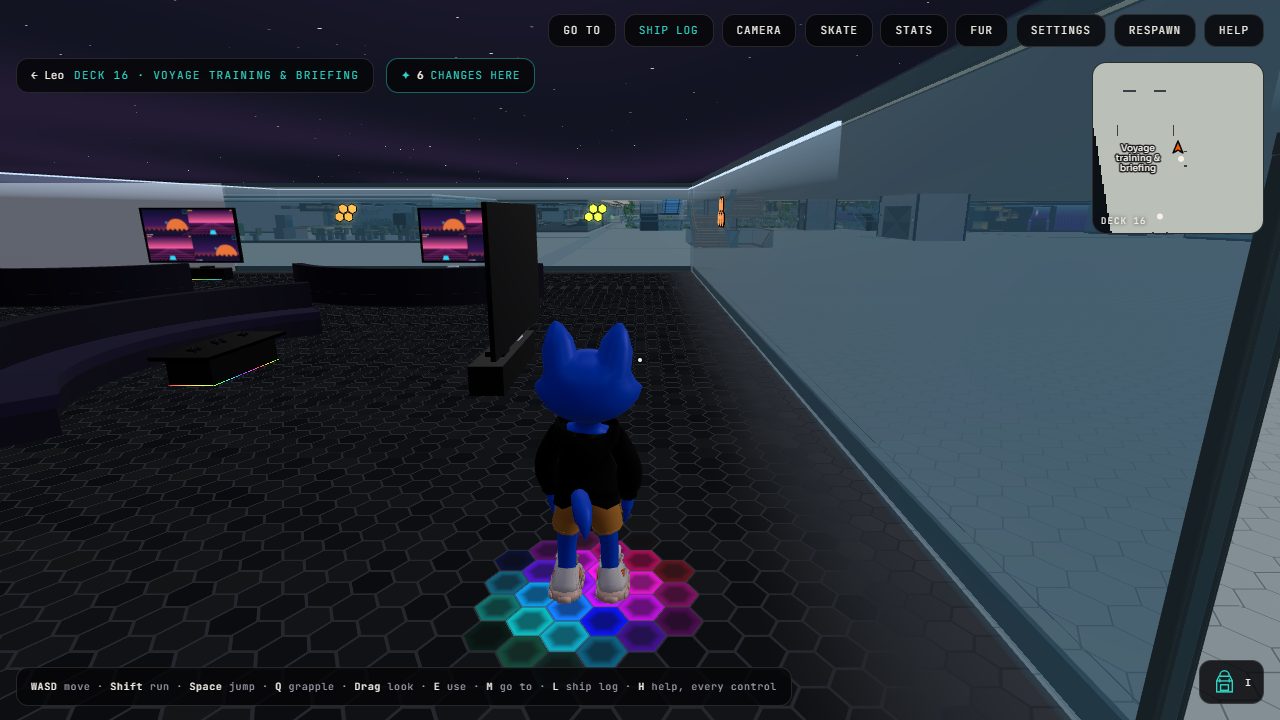 GO TO
SHIP LOG
CAMERA
SKATE
STATS
FUR
SETTINGS
RESPAWN
HELP
← Leo DECK 16 · VOYAGE TRAINING & BRIEFING
✦ 6 CHANGES HERE
Voyage
training &
briefing
DECK 16
WASD move · Shift run · Space jump · Q grapple · Drag look · E use · M go to · L ship log · H help, every control
I